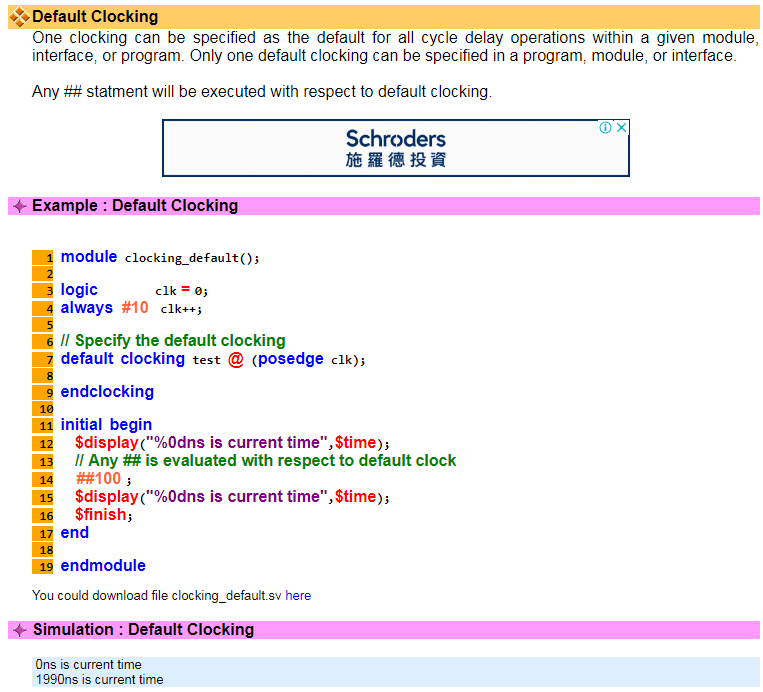 Default Clocking
One clocking can be specified as the default for all cycle delay operations within a given module,
interface, or program. Only one default clocking can be specified in a program, module, or interface.
Any ## statment will be executed with respect to default clocking.
Schroders
施羅德投資
Example : Default Clocking
1 module clocking_default();
2
3 logic clk = 0;
4 always #10 clk++;
5
6 // Specify the default clocking
7 default clocking test @ (posedge clk);
8
9 endclocking
10
11 initial begin
12 $display("%0dns is current time",$time);
13 // Any ## is evaluated with respect to default clock
14 ##100 ;
15 $display("%0dns is current time",$time);
16 $finish;
17 end
18
19 endmodule
You could download file clocking_default.sv here
Simulation : Default Clocking
0ns is current time
1990ns is current time